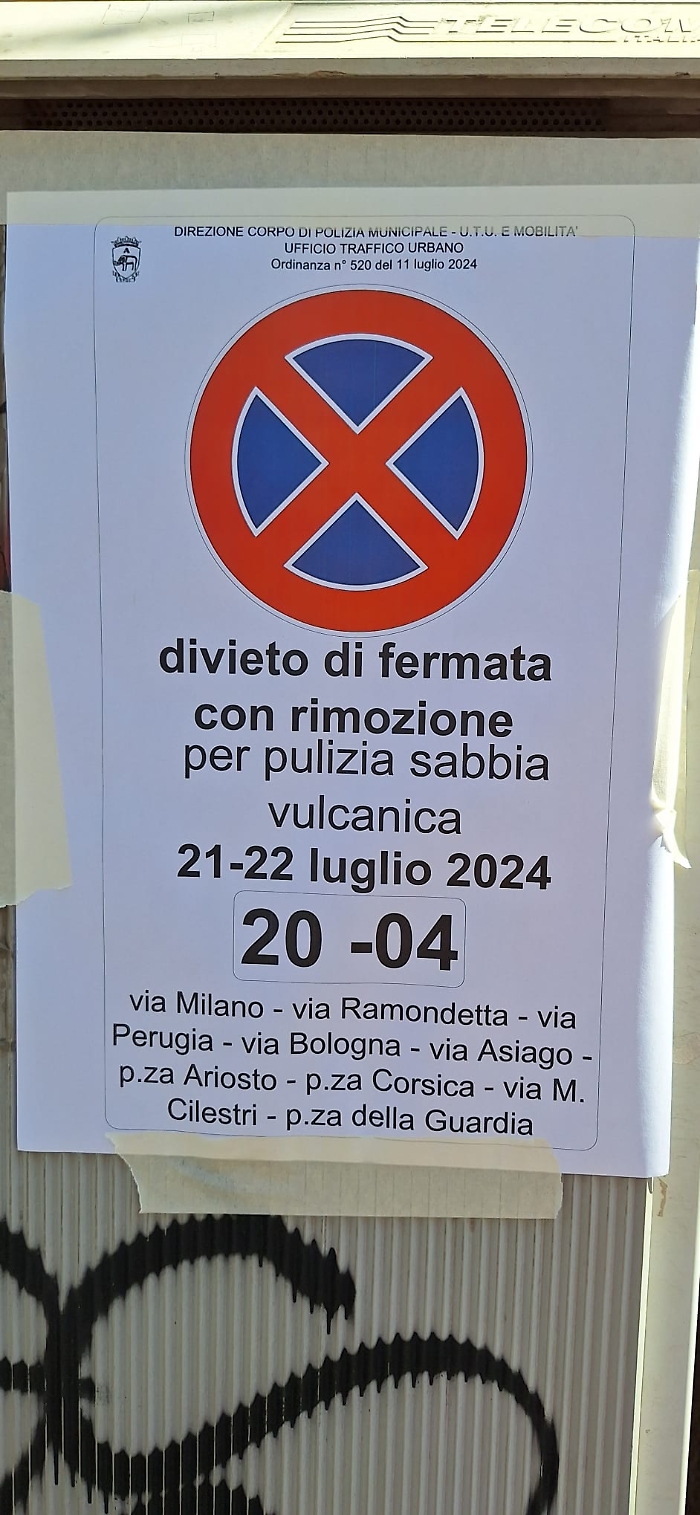 TELECOM
ITALIA
DIREZIONE CORPO DI POLIZIA MUNICIPALE - U.T.U. E MOBILITA'
UFFICIO TRAFFICO URBANO
Ordinanza n° 520 del 11 luglio 2024
A
divieto di fermata
con rimozione
per pulizia sabbia
vulcanica
21-22 luglio 2024
20 -04
via Milano - via Ramondetta - via
Perugia - via Bologna - via Asiago -
p.za Ariosto - p.za Corsica - via M.
Cilestri - p.za della Guardia